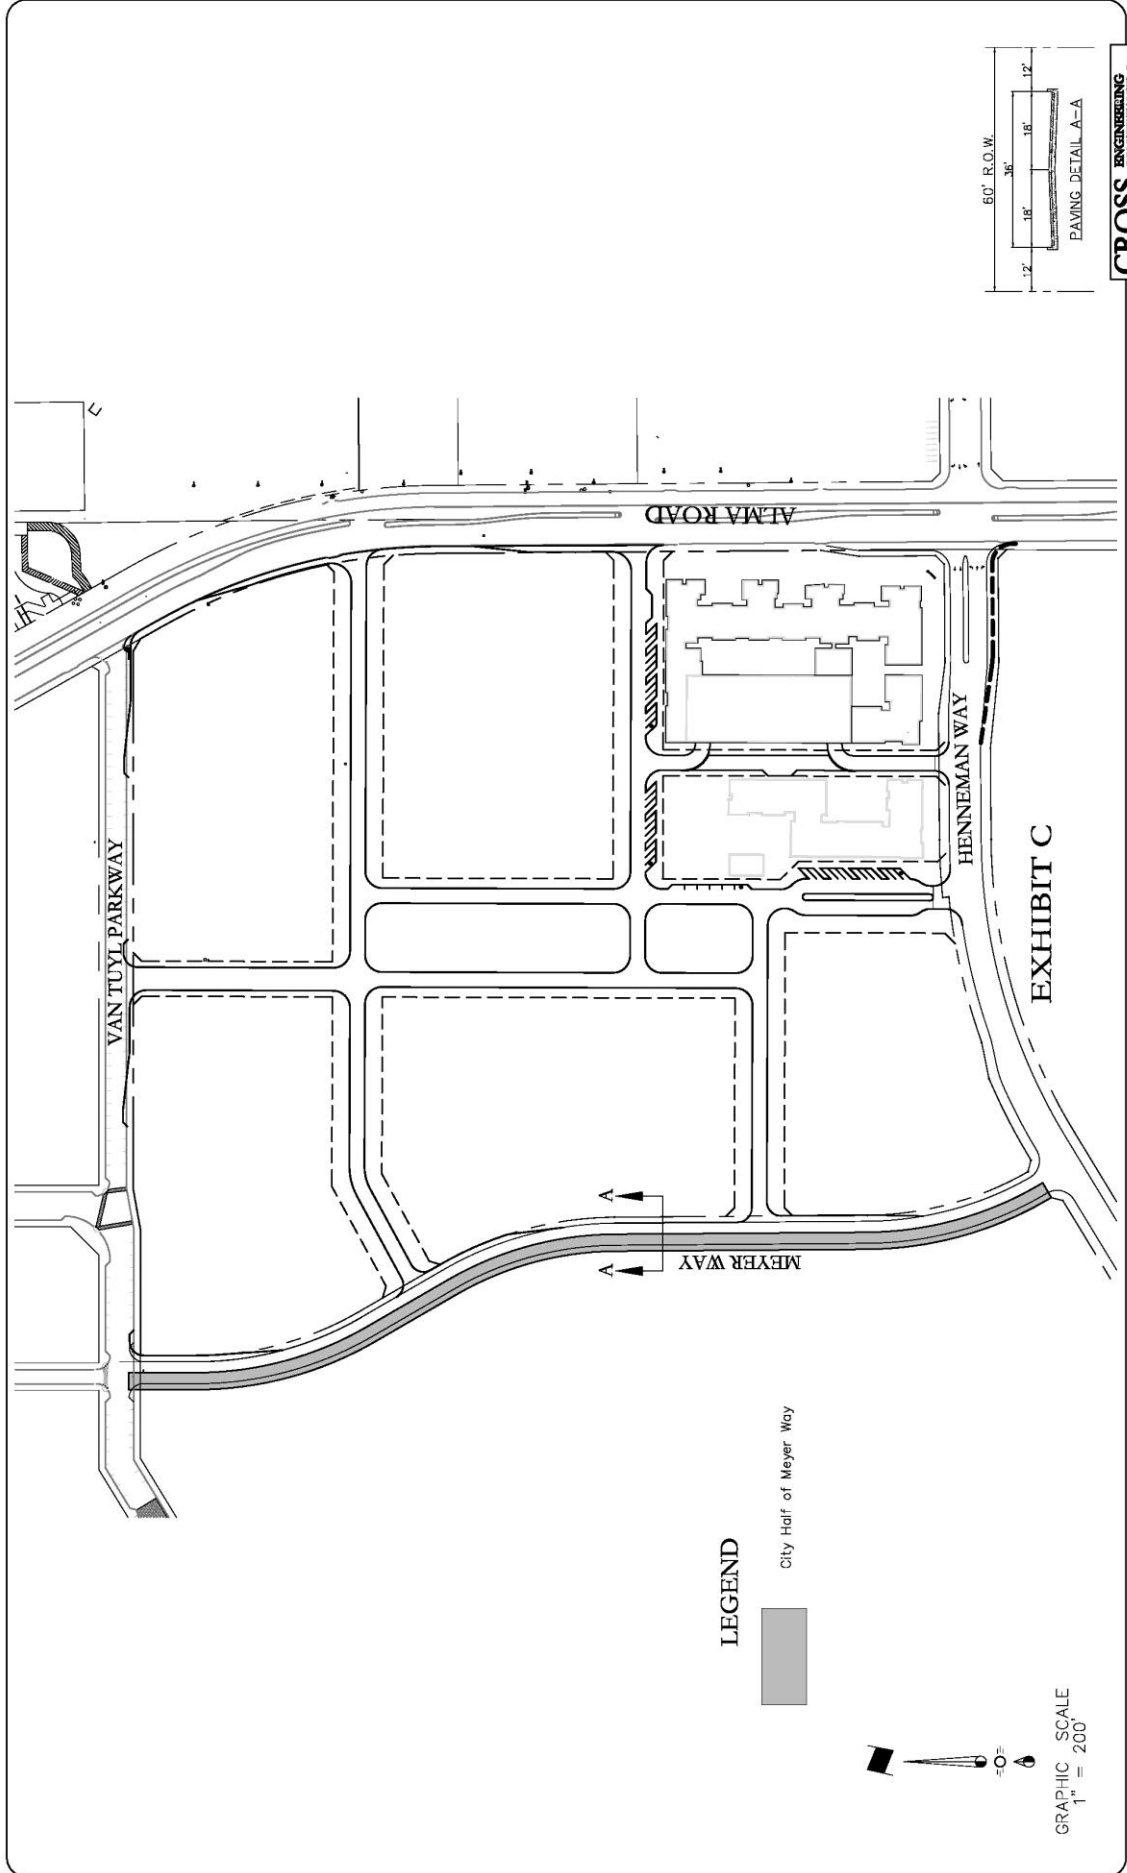 VAN TUYL PARKWAY
ALMA ROAD
MEYER WAY
A
A
HENNEMAN WAY
EXHIBIT C
LEGEND
City Half of Meyer Way
GRAPHIC SCALE
1" = 200'
60' R.O.W.
36'
12'
18'
18'
12'
PAVING DETAIL A-A
CROSS ENGINEERING